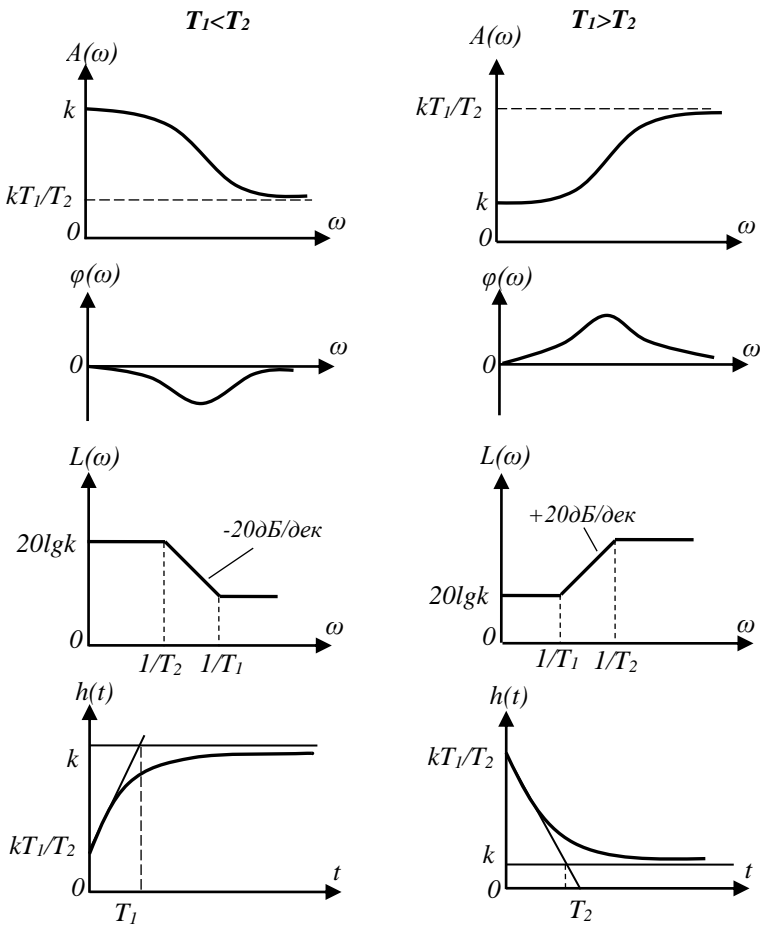 T₁<T₂
A(ω)
k
kT₁/T₂
0
ω
φ(ω)
0
ω
L(ω)
20lgk
-20дБ/дек
0
ω
1/T₂ 1/T₁
h(t)
k
kT₁/T₂
0
t
T₁
T₁>T₂
A(ω)
kT₁/T₂
k
0
ω
φ(ω)
0
ω
L(ω)
+20дБ/дек
20lgk
0
ω
1/T₁ 1/T₂
h(t)
kT₁/T₂
k
0
t
T₂